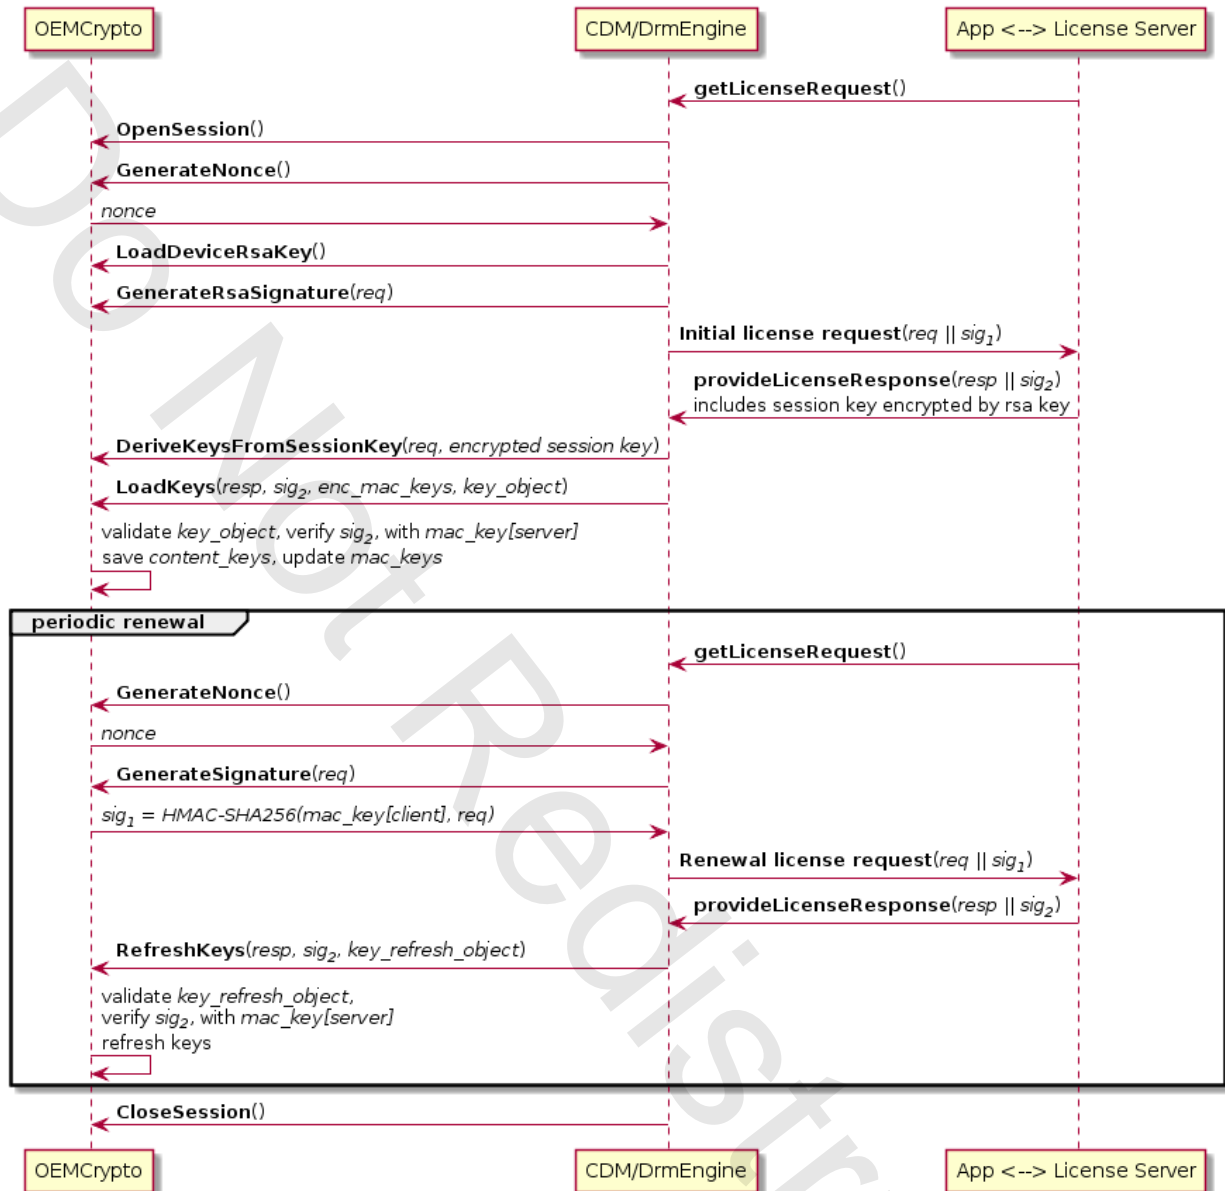 OEMCrypto CDM/DrmEngine App <--> License Server
getLicenseRequest()
OpenSession()
GenerateNonce()
nonce
LoadDeviceRsaKey()
GenerateRsaSignature(req)
Initial license request(req || sig1)
provideLicenseResponse(resp || sig2)
includes session key encrypted by rsa key
DeriveKeysFromSessionKey(req, encrypted session key)
LoadKeys(resp, sig2, enc_mac_keys, key_object)
validate key_object, verify sig2, with mac_key[server]
save content_keys, update mac_keys
periodic renewal
getLicenseRequest()
GenerateNonce()
nonce
GenerateSignature(req)
sig1 = HMAC-SHA256(mac_key[client], req)
Renewal license request(req || sig1)
provideLicenseResponse(resp || sig2)
RefreshKeys(resp, sig2, key_refresh_object)
validate key_refresh_object,
verify sig2, with mac_key[server]
refresh keys
CloseSession()
OEMCrypto CDM/DrmEngine App <--> License Server
Do Not Redistr